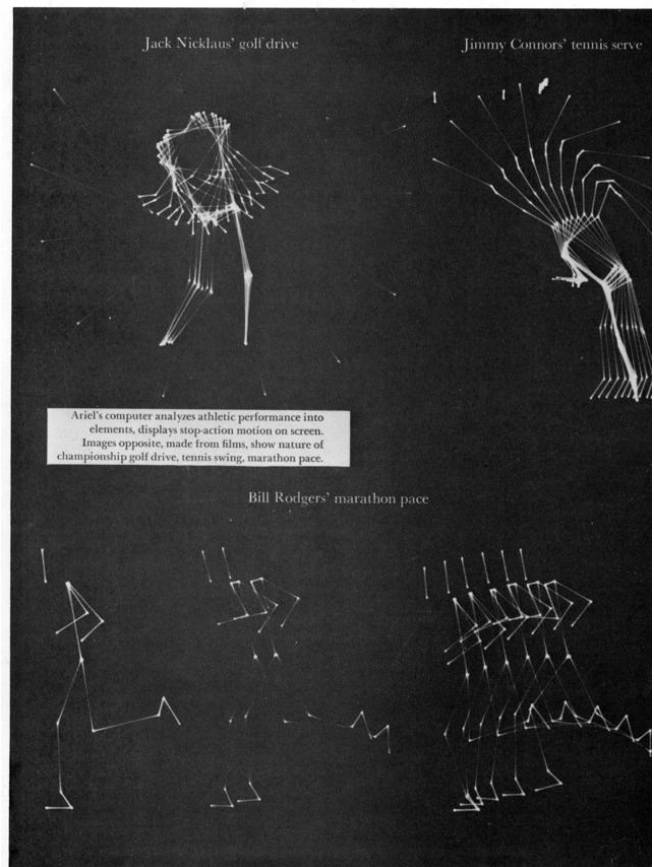 Jack Nicklaus' golf drive
Jimmy Connors' tennis serve
Ariel's computer analyzes athletic performance into
elements, displays stop-action motion on screen.
Images opposite, made from films, show nature of
championship golf drive, tennis swing, marathon pace.
Bill Rodgers' marathon pace